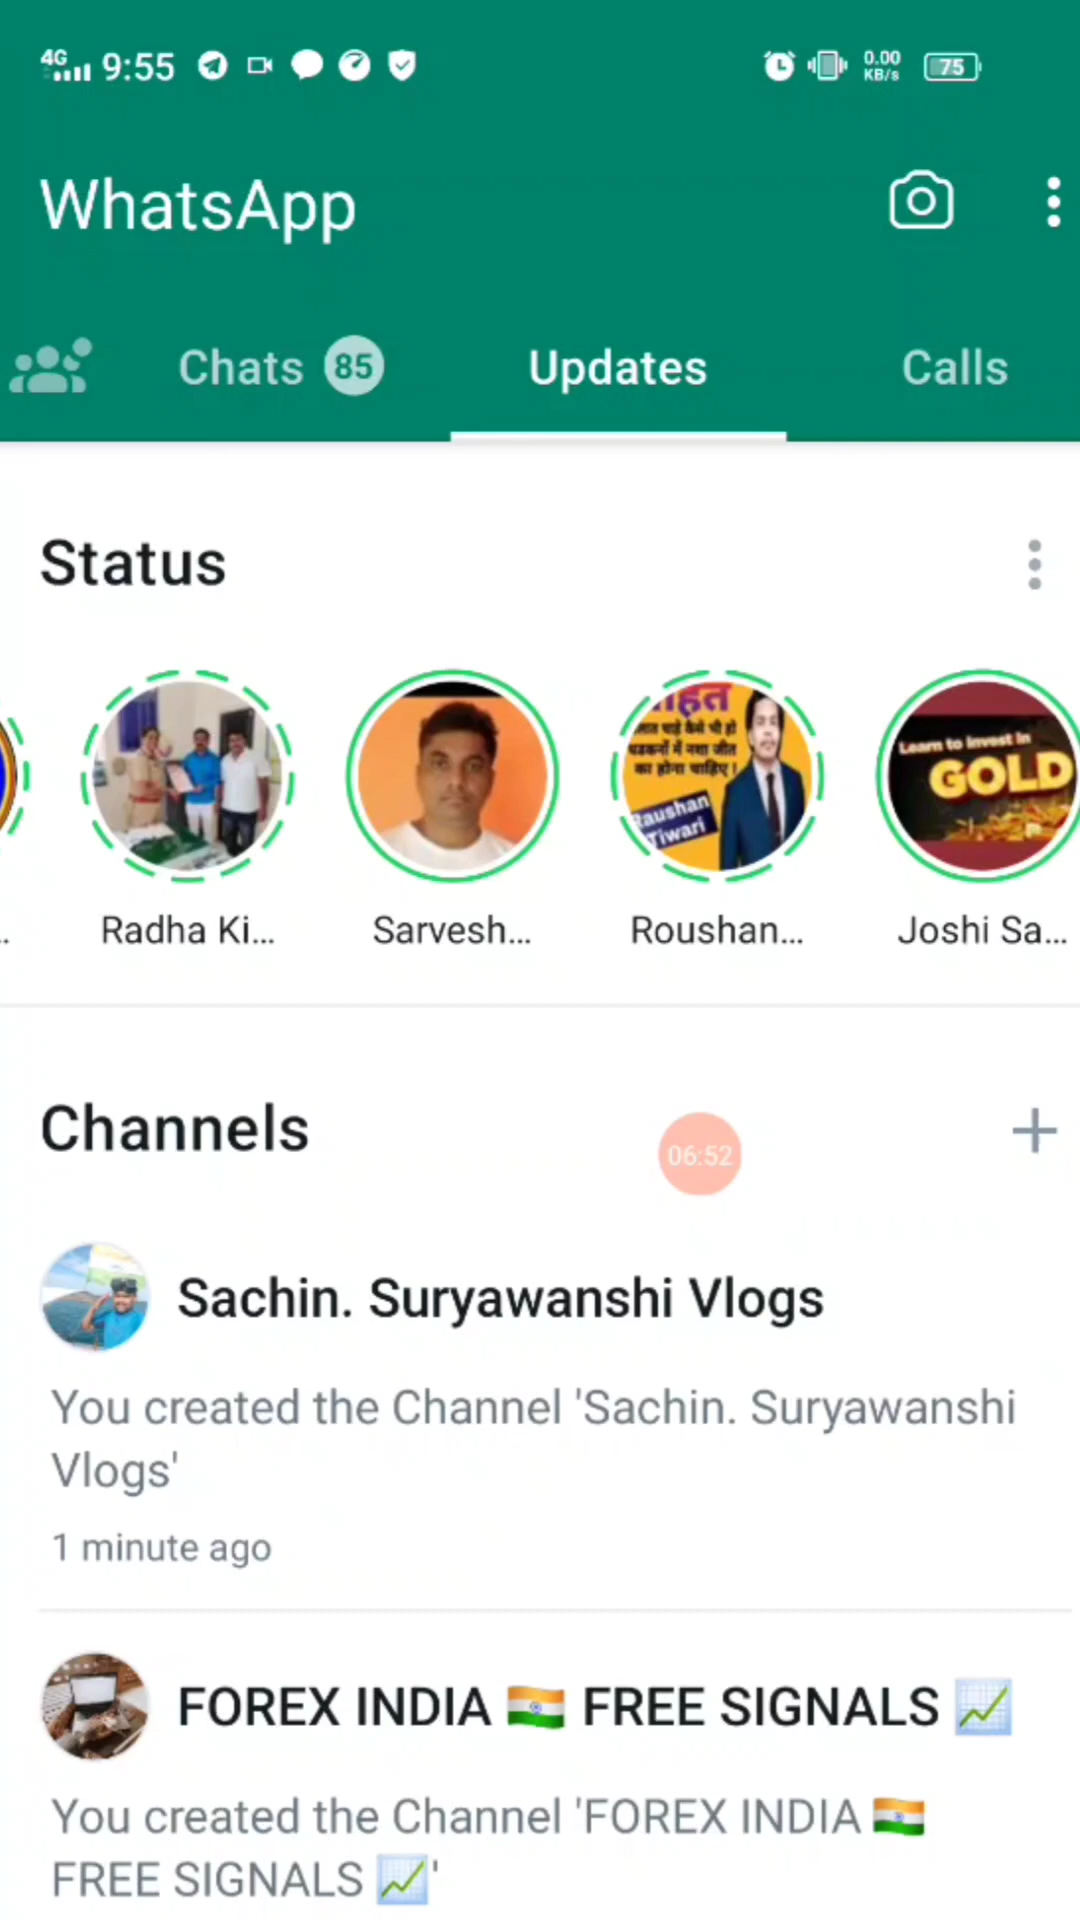 4G 9:55 0.00 KB/s 75
WhatsApp
Chats 85 Updates Calls
Status
हित
का होना चाहिए !
Raushan
Tiwari
Learn to invest in
GOLD
Radha Ki... Sarvesh... Roushan... Joshi Sa...
Channels
06:52
Sachin. Suryawanshi Vlogs
You created the Channel 'Sachin. Suryawanshi
Vlogs'
1 minute ago
FOREX INDIA 🇮🇳 FREE SIGNALS 📈
You created the Channel 'FOREX INDIA 🇮🇳
FREE SIGNALS 📈'